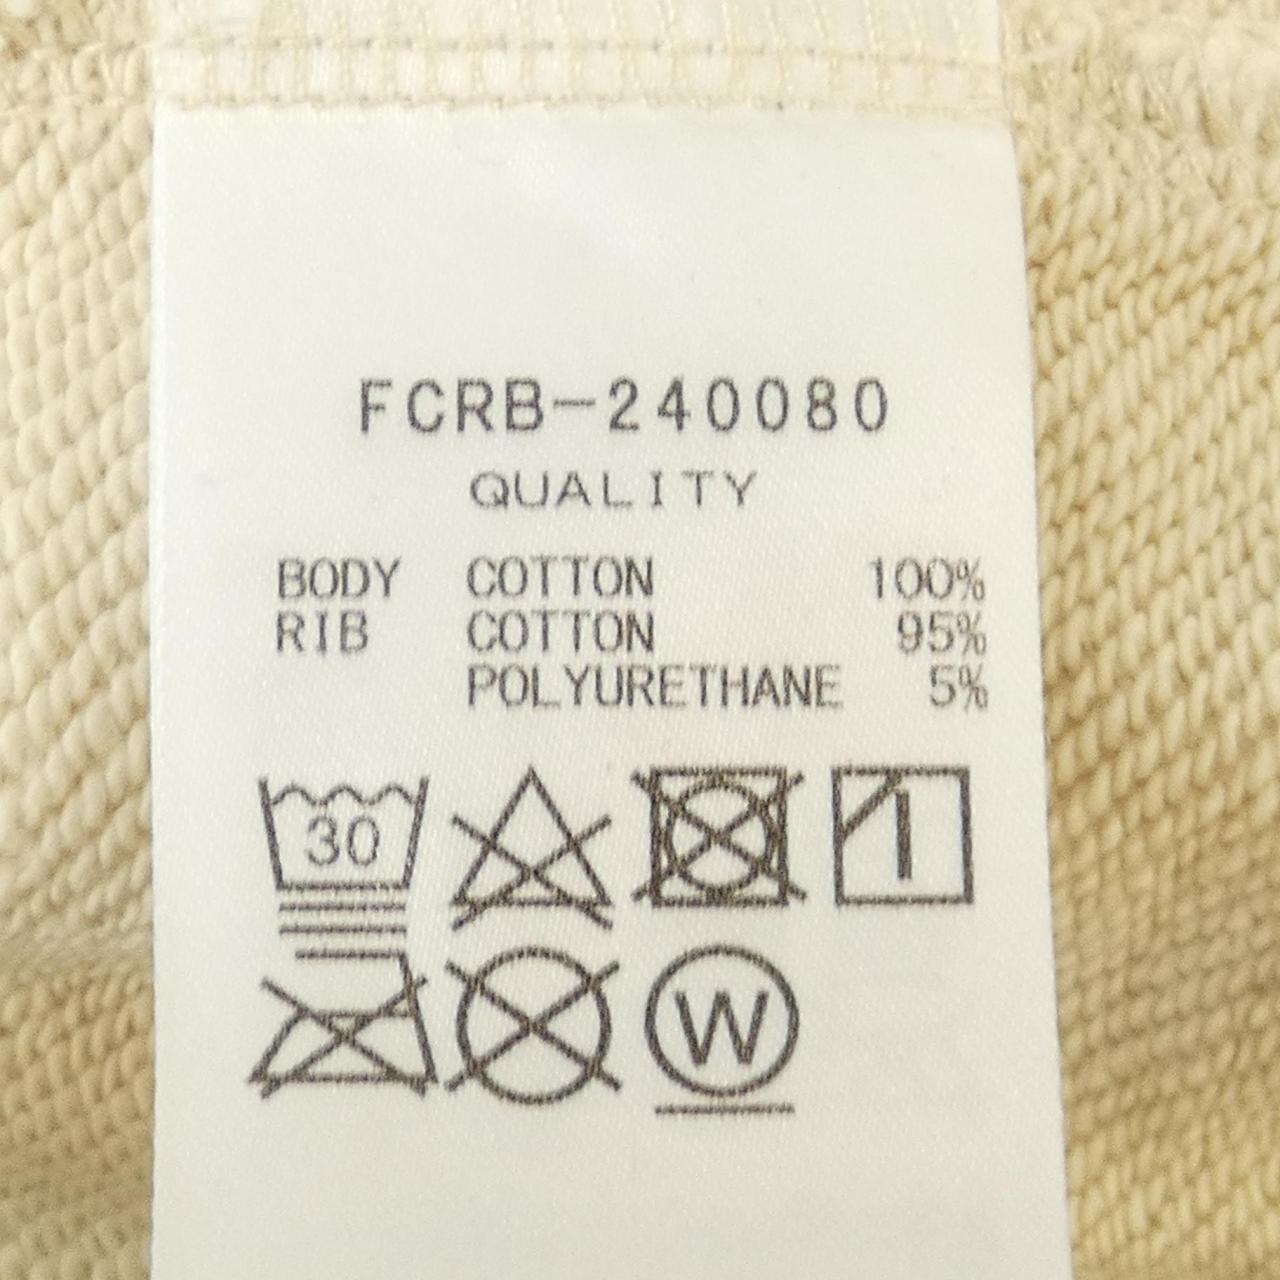 FCRB-240080
QUALITY
BODY COTTON 100%
RIB COTTON 95%
POLYURETHANE 5%
30
W